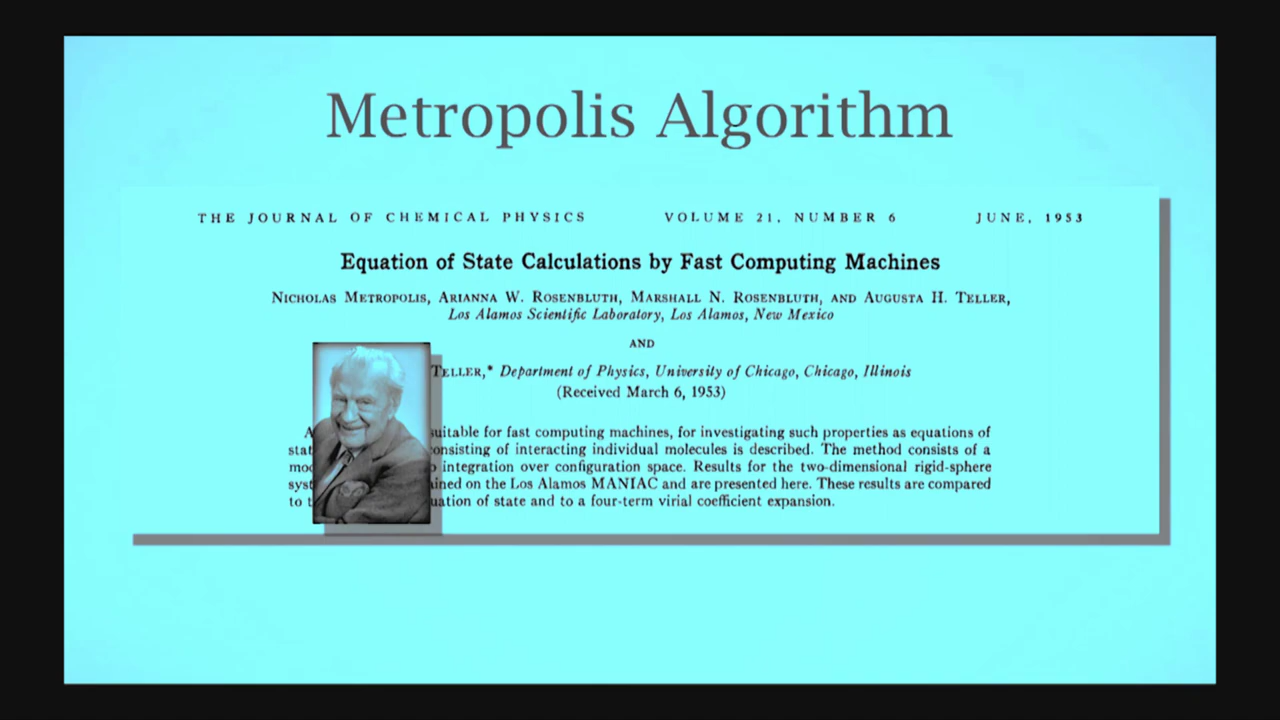 Metropolis Algorithm
THE JOURNAL OF CHEMICAL PHYSICS VOLUME 21, NUMBER 6 JUNE, 1953
Equation of State Calculations by Fast Computing Machines
NICHOLAS METROPOLIS, ARIANNA W. ROSENBLUTH, MARSHALL N. ROSENBLUTH, AND AUGUSTA H. TELLER,
Los Alamos Scientific Laboratory, Los Alamos, New Mexico
AND
TELLER,* Department of Physics, University of Chicago, Chicago, Illinois
(Received March 6, 1953)
suitable for fast computing machines, for investigating such properties as equations of
consisting of interacting individual molecules is described. The method consists of a
integration over configuration space. Results for the two-dimensional rigid-sphere
on the Los Alamos MANIAC and are presented here. These results are compared
to of state and to a four-term virial coefficient expansion.